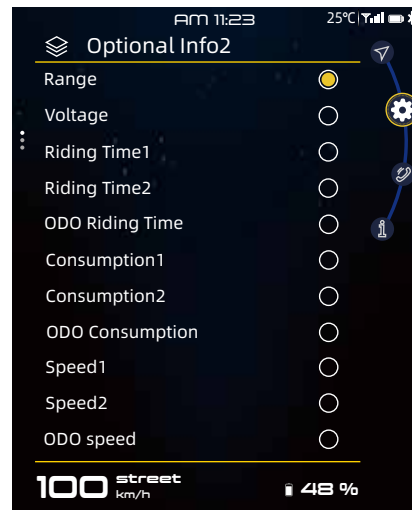 AM 11:23
25℃
Optional Info2
Range
Voltage
Riding Time1
Riding Time2
ODO Riding Time
Consumption1
Consumption2
ODO Consumption
Speed1
Speed2
ODO speed
100 street
km/h
48 %